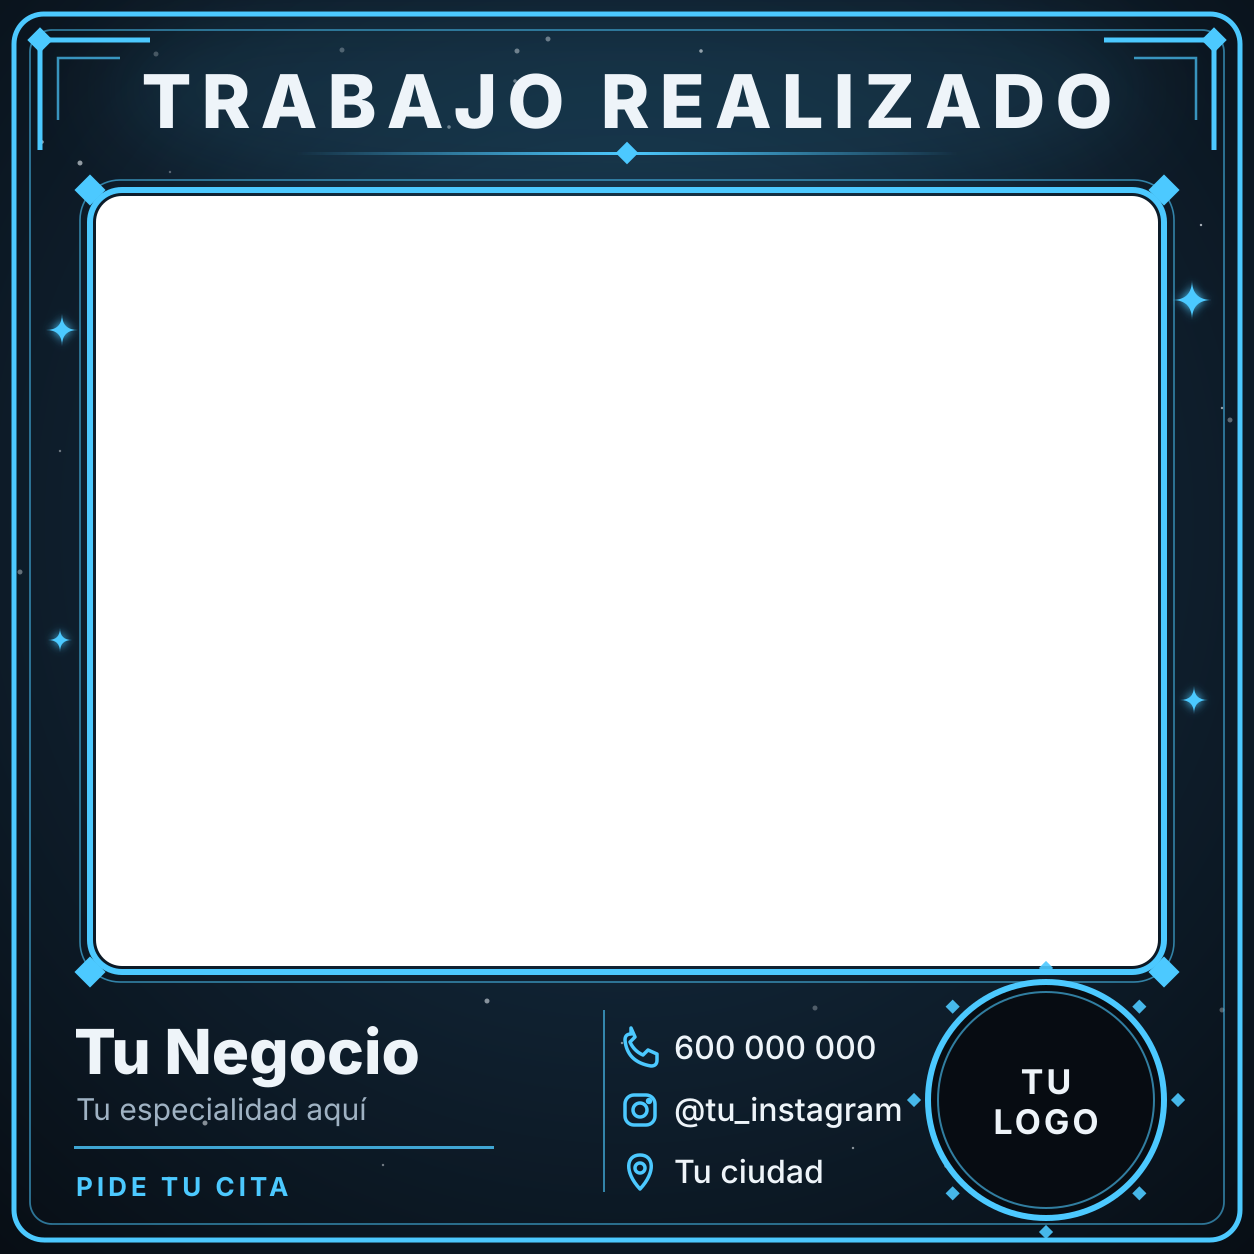 TRABAJO REALIZADO
Tu Negocio
Tu especialidad aquí
PIDE TU CITA
600 000 000
@tu_instagram
Tu ciudad
TU
LOGO